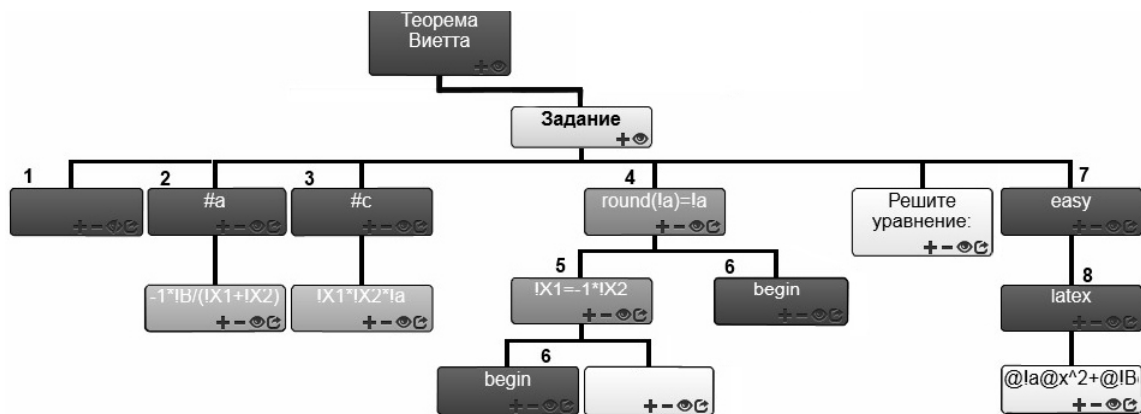 Теорема
Виетта
Задание
1
2
3
4
7
#a
#c
round(!a)=!a
Решите
уравнение:
easy
5
6
8
-1*!B/(!X1+!X2)
!X1*!X2*!a
!X1=-1*!X2
begin
latex
6
begin
@!a@x^2+@!B